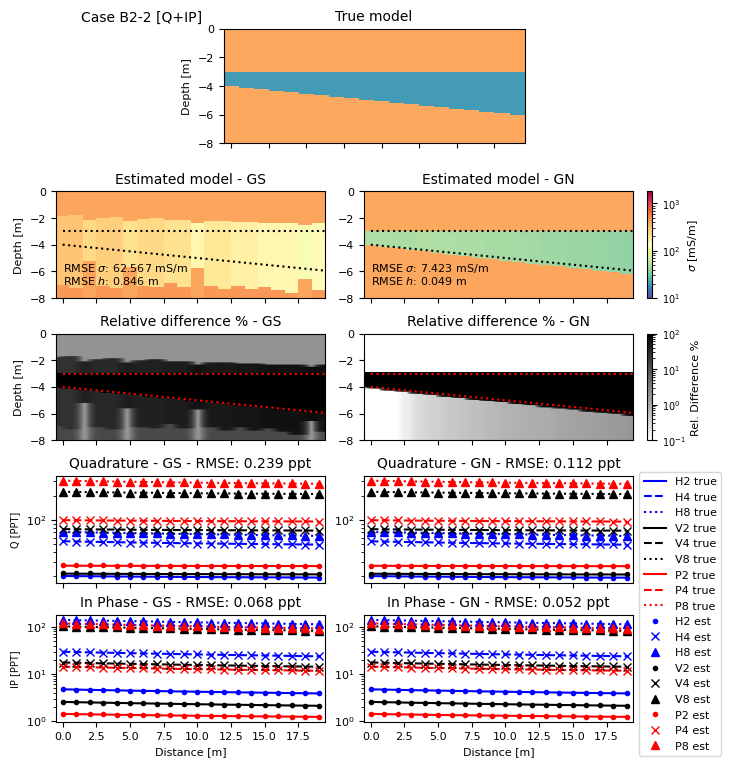 Case B2-2 [Q+IP]
True model
0
−2
−4
−6
−8
Depth [m]
Estimated model - GS
Estimated model - GN
0
−2
−4
−6
−8
Depth [m]
RMSE σ: 62.567 mS/m
RMSE h: 0.846 m
RMSE σ: 7.423 mS/m
RMSE h: 0.049 m
10³
10²
10¹
σ [mS/m]
Relative difference % - GS
Relative difference % - GN
0
−2
−4
−6
−8
Depth [m]
10²
10¹
10⁰
10⁻¹
Rel. Difference %
Quadrature - GS - RMSE: 0.239 ppt
Quadrature - GN - RMSE: 0.112 ppt
10²
10²
Q [PPT]
In Phase - GS - RMSE: 0.068 ppt
In Phase - GN - RMSE: 0.052 ppt
10²
10¹
10⁰
10²
10¹
10⁰
IP [PPT]
0.0 2.5 5.0 7.5 10.0 12.5 15.0 17.5
0.0 2.5 5.0 7.5 10.0 12.5 15.0 17.5
Distance [m]
Distance [m]
H2 true
H4 true
H8 true
V2 true
V4 true
V8 true
P2 true
P4 true
P8 true
H2 est
H4 est
H8 est
V2 est
V4 est
V8 est
P2 est
P4 est
P8 est